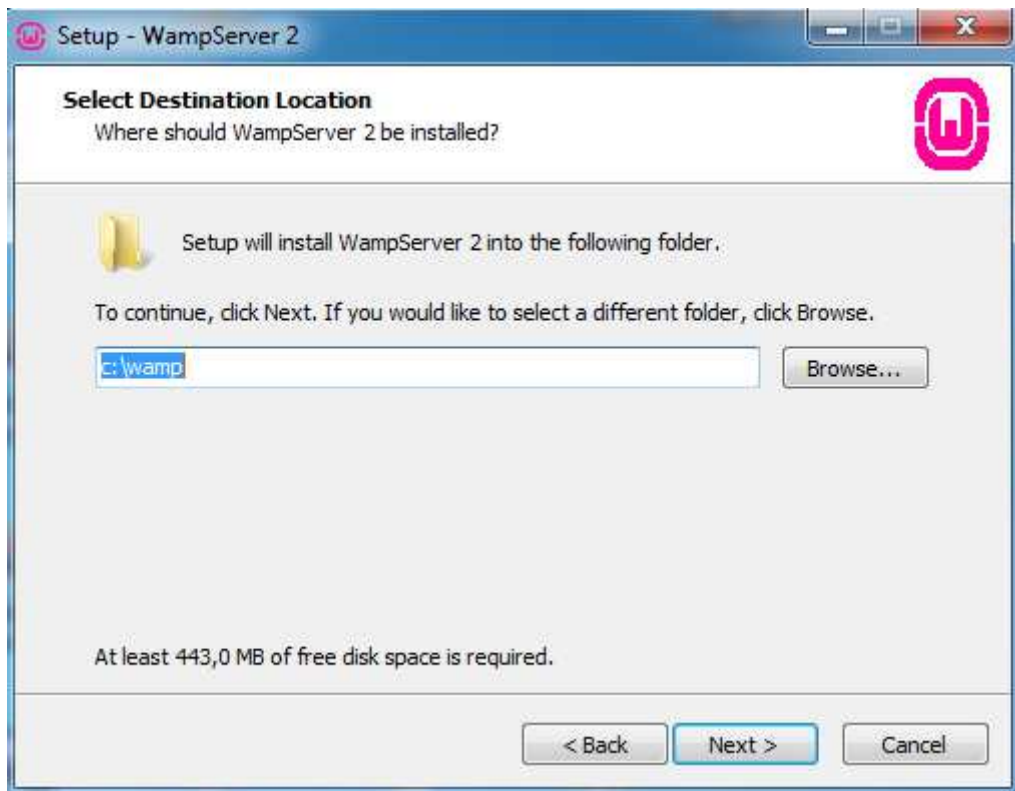 Setup - WampServer 2
Select Destination Location
Where should WampServer 2 be installed?
Setup will install WampServer 2 into the following folder.
To continue, click Next. If you would like to select a different folder, click Browse.
c:\wamp
Browse...
At least 443,0 MB of free disk space is required.
< Back
Next >
Cancel